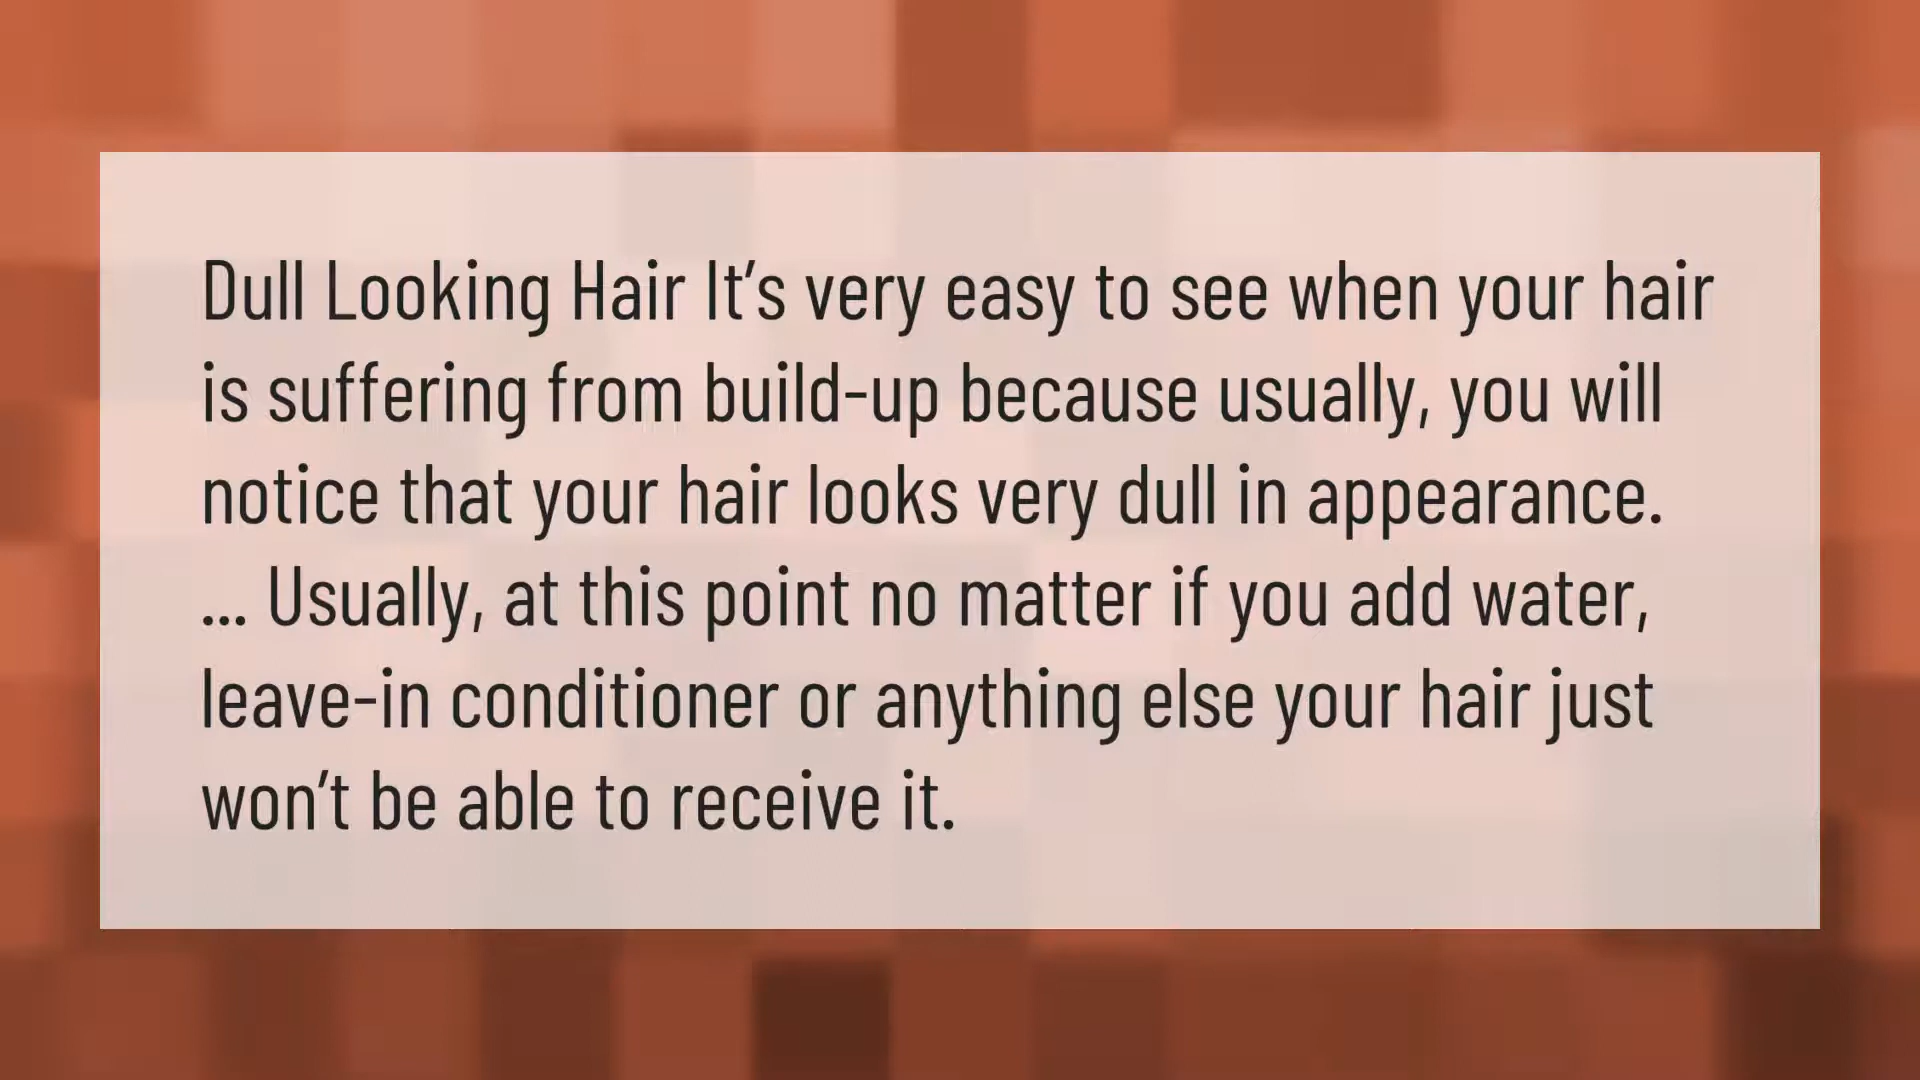 Dull Looking Hair It’s very easy to see when your hair
is suffering from build-up because usually, you will
notice that your hair looks very dull in appearance.
... Usually, at this point no matter if you add water,
leave-in conditioner or anything else your hair just
won’t be able to receive it.